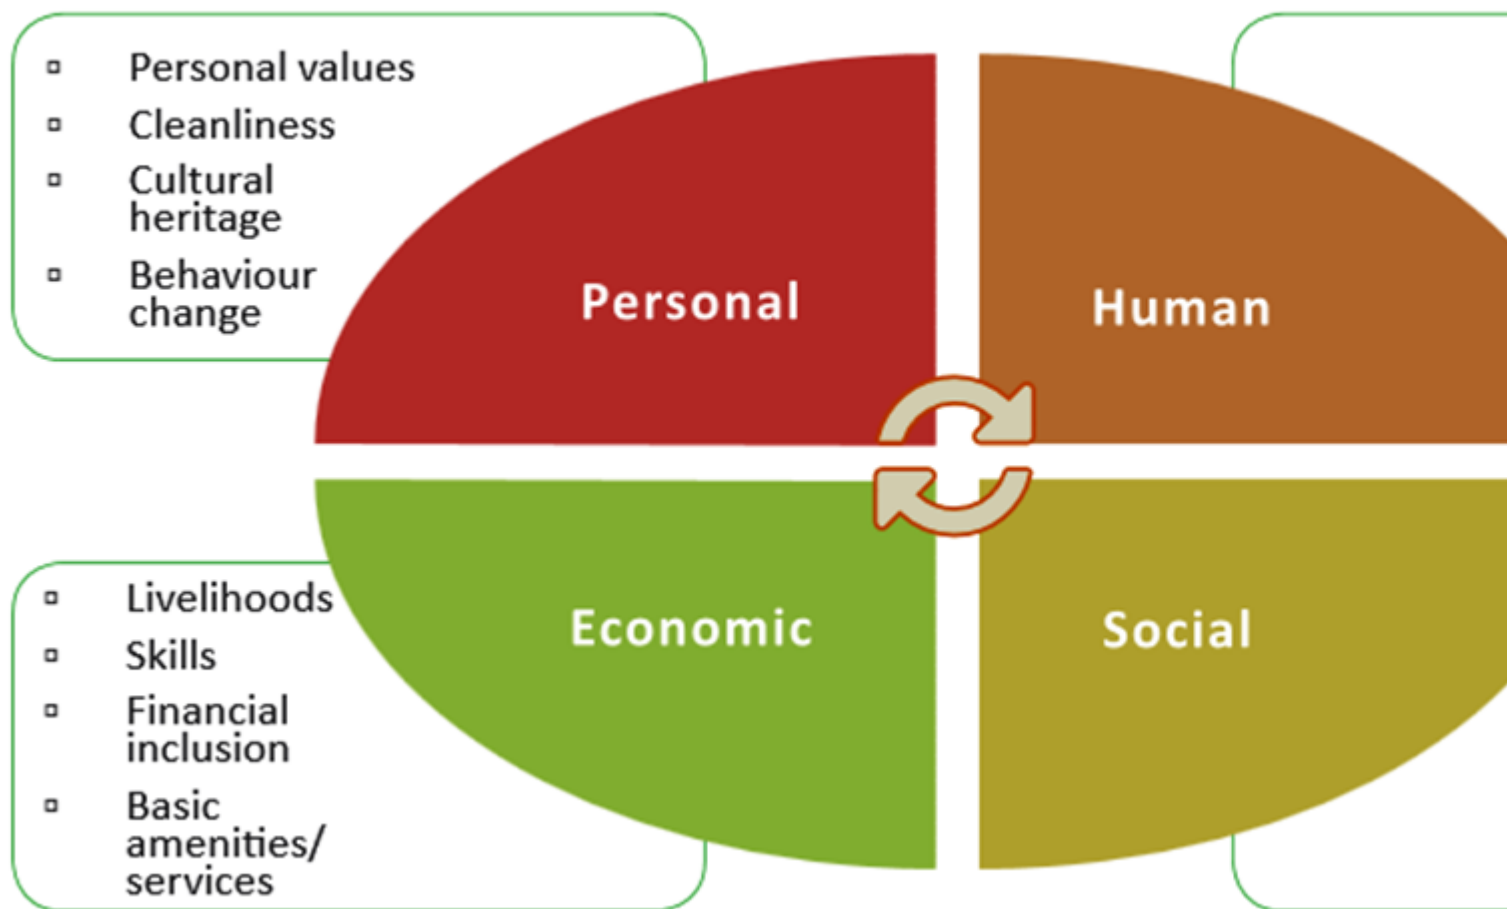 Personal values
Cleanliness
Cultural
heritage
Behaviour
change
Personal
Human
Livelihoods
Skills
Financial
inclusion
Basic
amenities/
services
Economic
Social